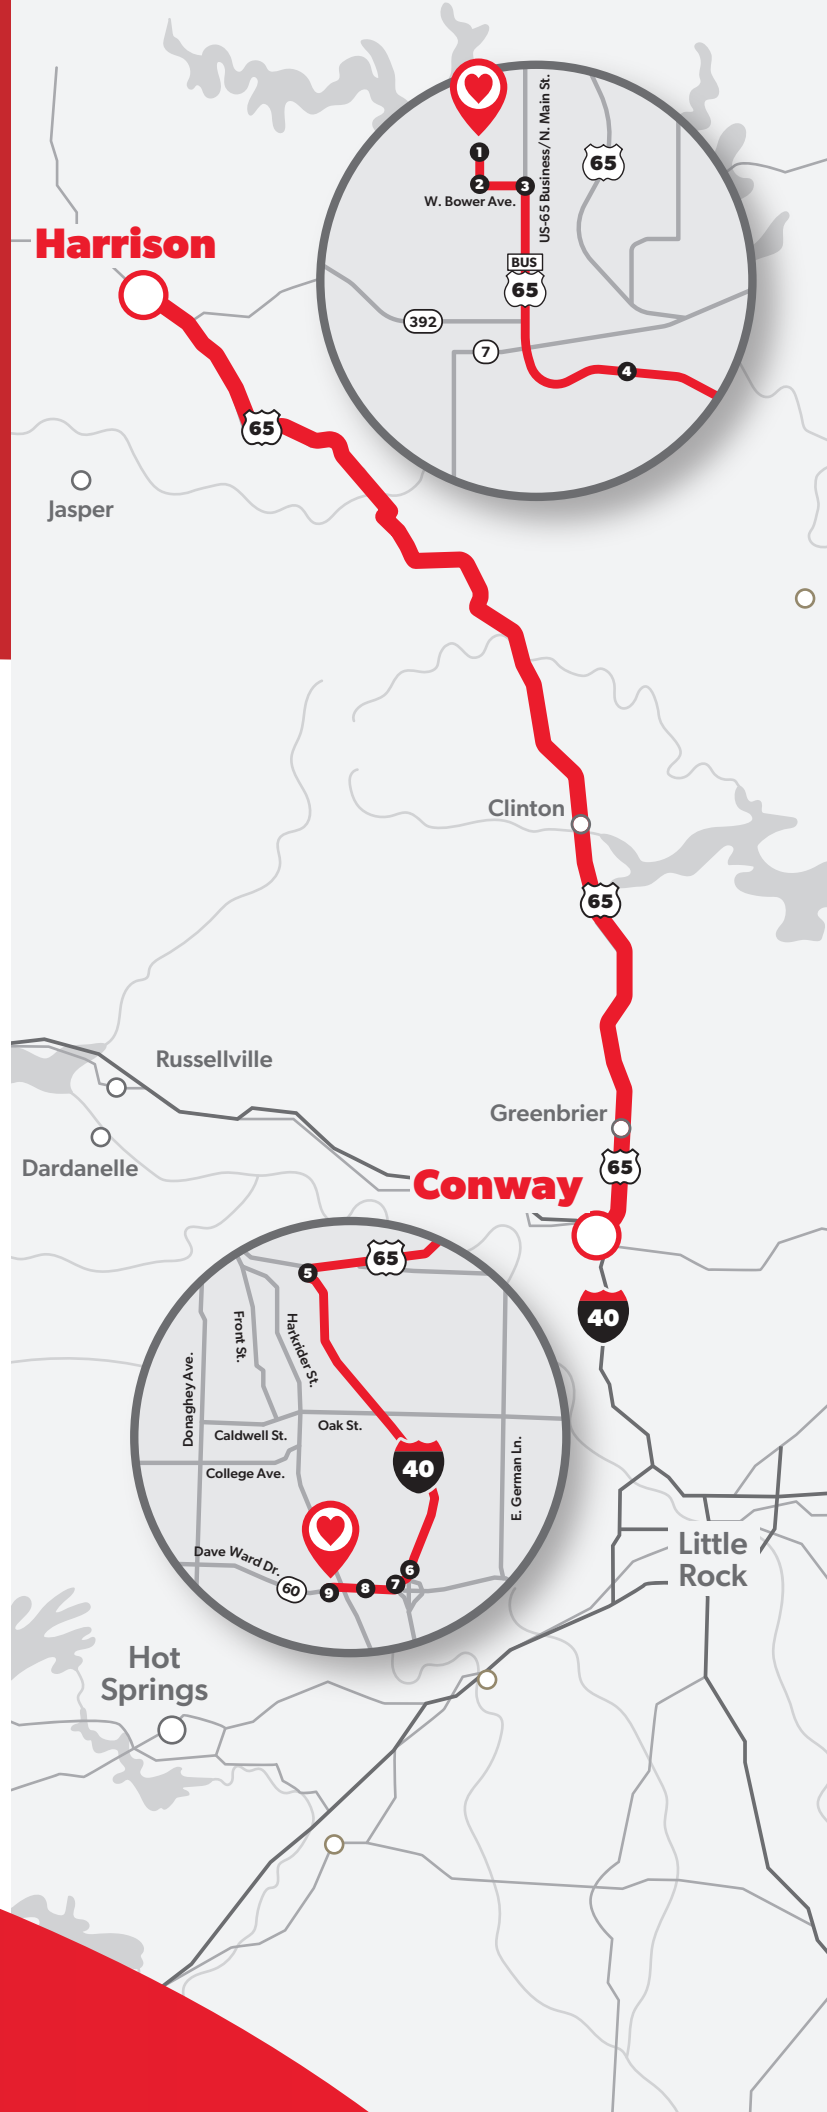 1
2
3
W. Bower Ave.
US-65 Business/N. Main St.
65
BUS
65
392
7
4
Harrison
65
Jasper
Clinton
65
Russellville
Greenbrier
Dardanelle
65
Conway
40
5
65
Front St.
Harkrider St.
Donaghey Ave.
Caldwell St.
Oak St.
College Ave.
40
E. German Ln.
Dave Ward Dr.
60
9
8
7
6
Little
Rock
Hot
Springs